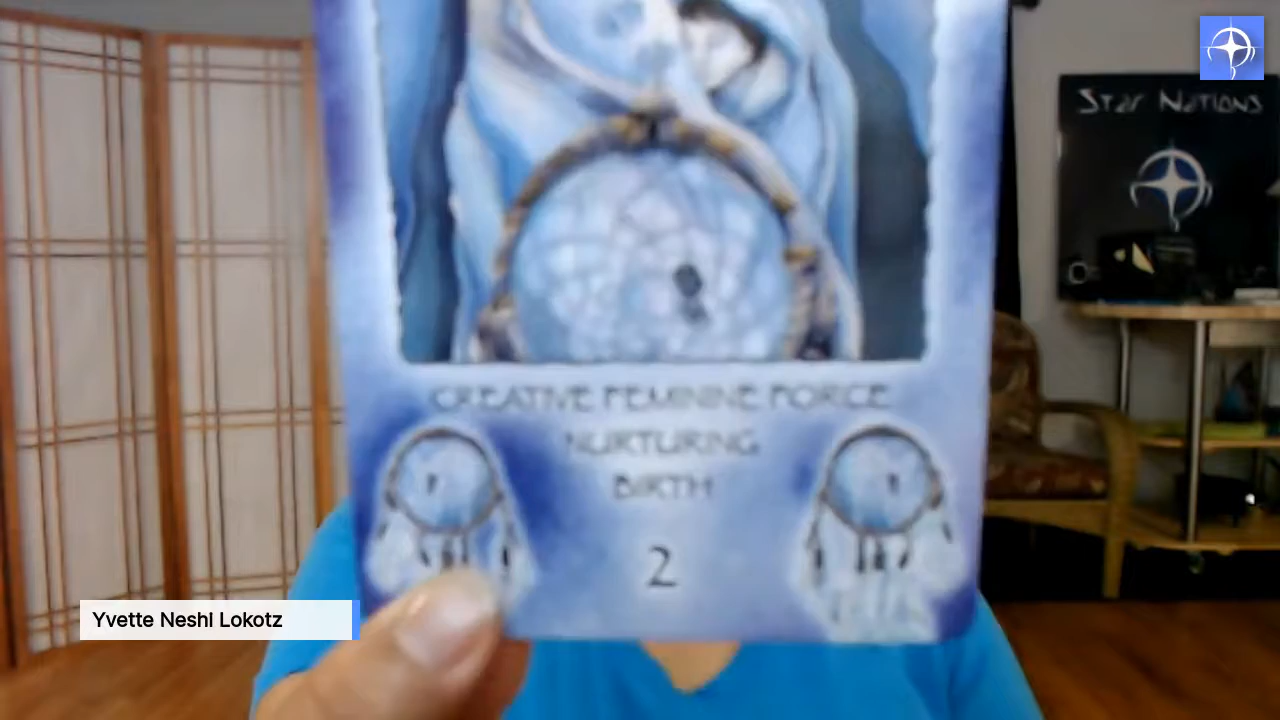 Star Nations
CREATIVE FEMININE FORCE
NURTURING
BIRTH
2
Yvette Neshi Lokotz